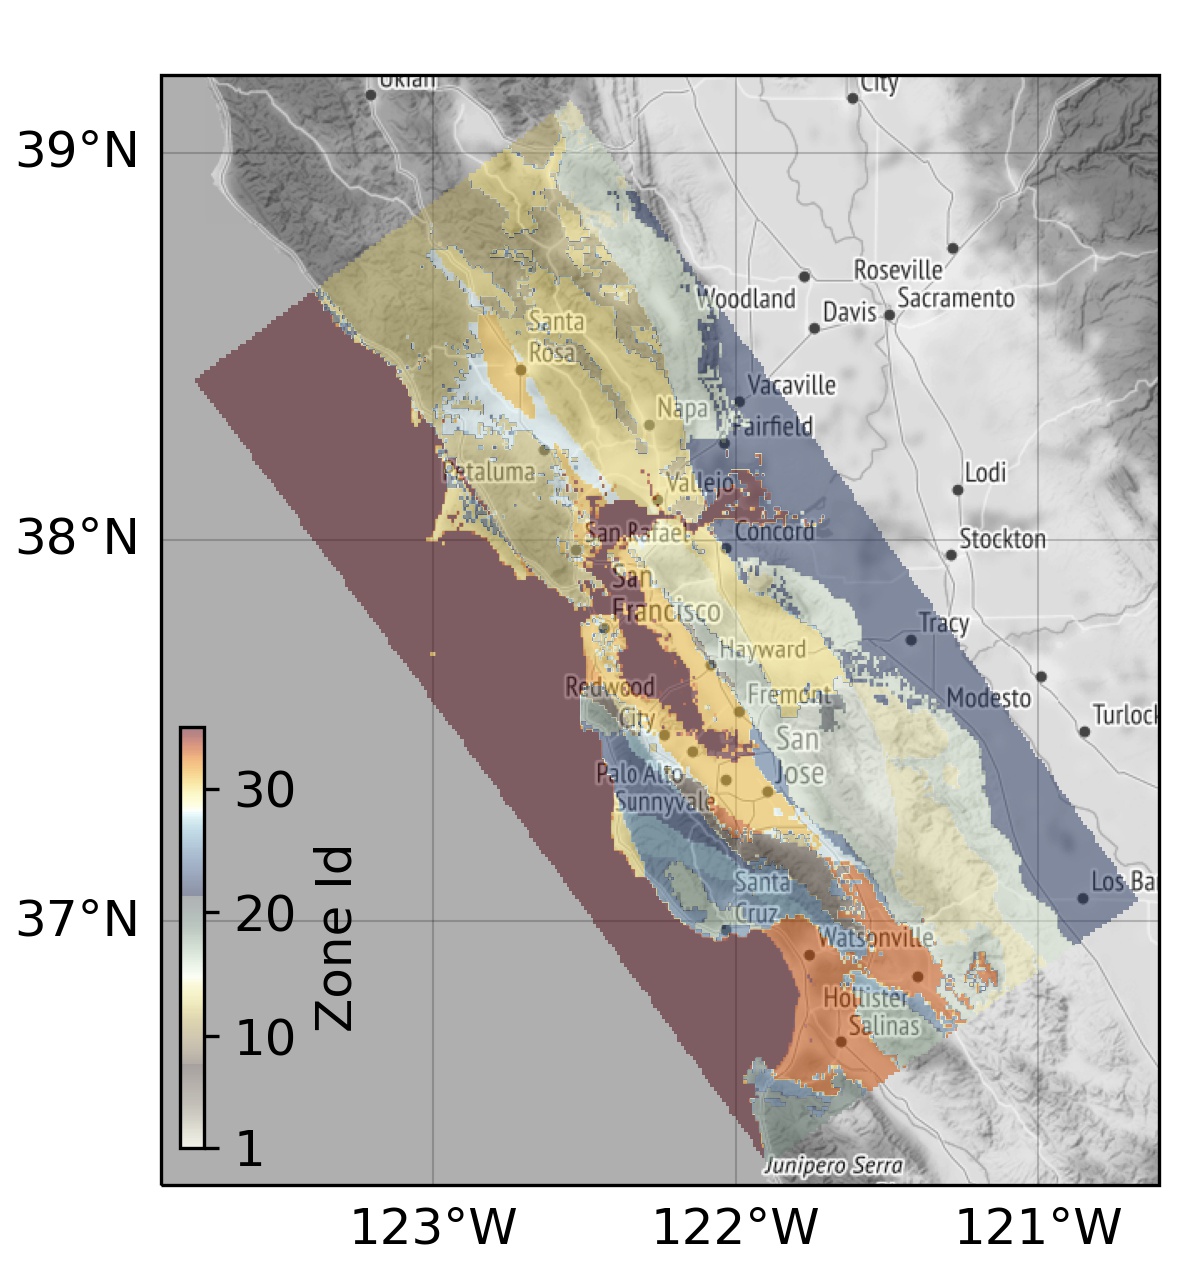 Ukiah
City
39°N
Roseville
Woodland
Sacramento
Davis
Santa
Rosa
Vacaville
Napa
Fairfield
Petaluma
Vallejo
Lodi
38°N
San Rafael
Concord
Stockton
San
Francisco
Tracy
Hayward
Redwood
City
Fremont
Modesto
Turlock
San
Jose
Palo Alto
Sunnyvale
30
Santa
Cruz
Los Ba
20
37°N
Watsonville
Zone Id
Hollister
Salinas
10
1
Junipero Serra
123°W
122°W
121°W